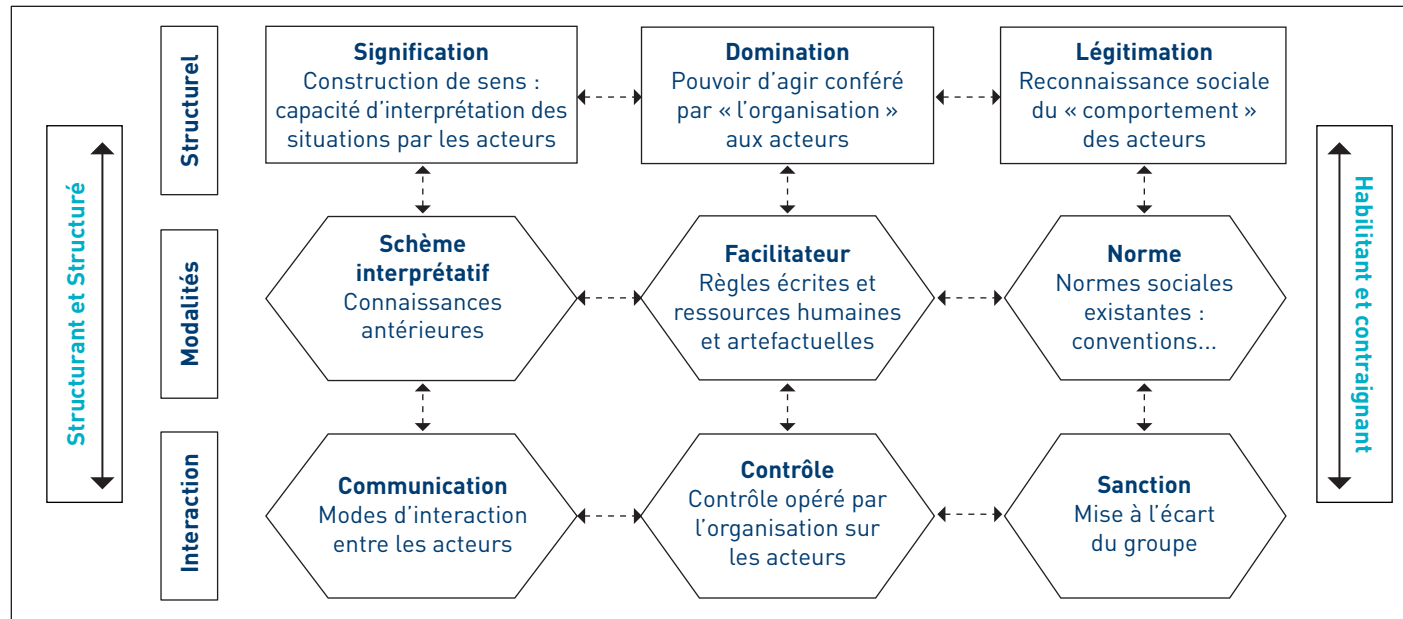 Structurant et Structuré
Structurel
Signification
Construction de sens :
capacité d’interprétation des
situations par les acteurs
Domination
Pouvoir d’agir conféré
par « l’organisation »
aux acteurs
Légitimation
Reconnaissance sociale
du « comportement »
des acteurs
Modalités
Schème
interprétatif
Connaissances
antérieures
Facilitateur
Règles écrites et
ressources humaines
et artefactuelles
Norme
Normes sociales
existantes :
conventions...
Interaction
Communication
Modes d’interaction
entre les acteurs
Contrôle
Contrôle opéré par
l’organisation sur
les acteurs
Sanction
Mise à l’écart
du groupe
Habilitant et contraignant